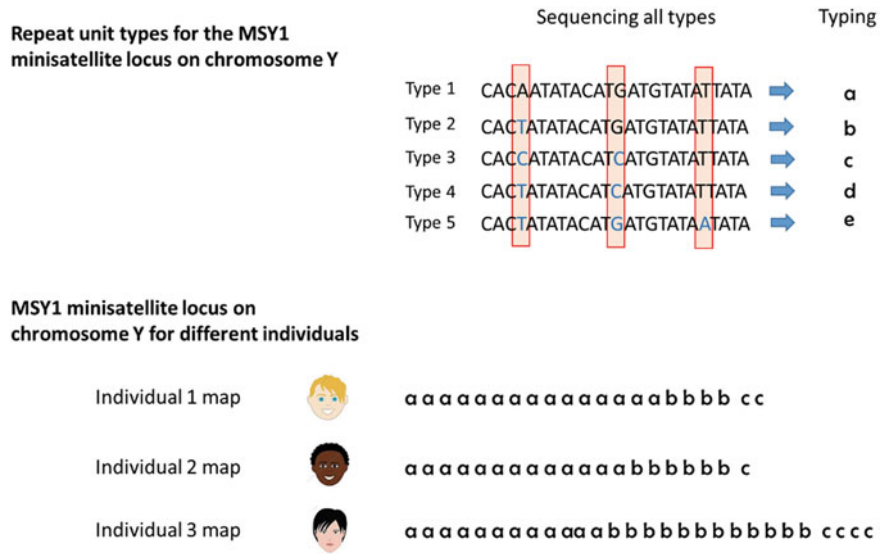 Repeat unit types for the MSY1
minisatellite locus on chromosome Y
Sequencing all types Typing
Type 1 CACAATATACATGATGTATATTATA a
Type 2 CACTATATACATGATGTATATTATA b
Type 3 CACCATATACATCATGTATATTATA c
Type 4 CACTATATACATCATGTATATTATA d
Type 5 CACTATATACATGATGTATAATATA e
MSY1 minisatellite locus on
chromosome Y for different individuals
Individual 1 map a a a a a a a a a a a a a a a b b b b c c
Individual 2 map a a a a a a a a a a a a a b b b b b b c
Individual 3 map a a a a a a a a a aa a b b b b b b b b b b b b c c c c